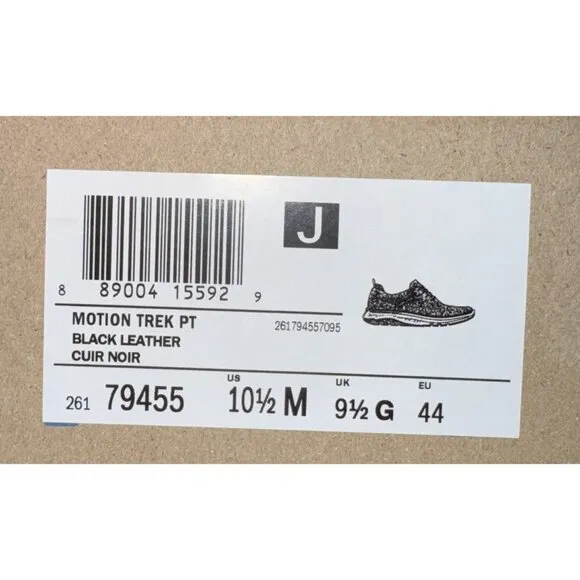 J
8 89004 15592 9
MOTION TREK PT
261794557095
BLACK LEATHER
CUIR NOIR
US UK EU
261 79455 10½ M 9½ G 44